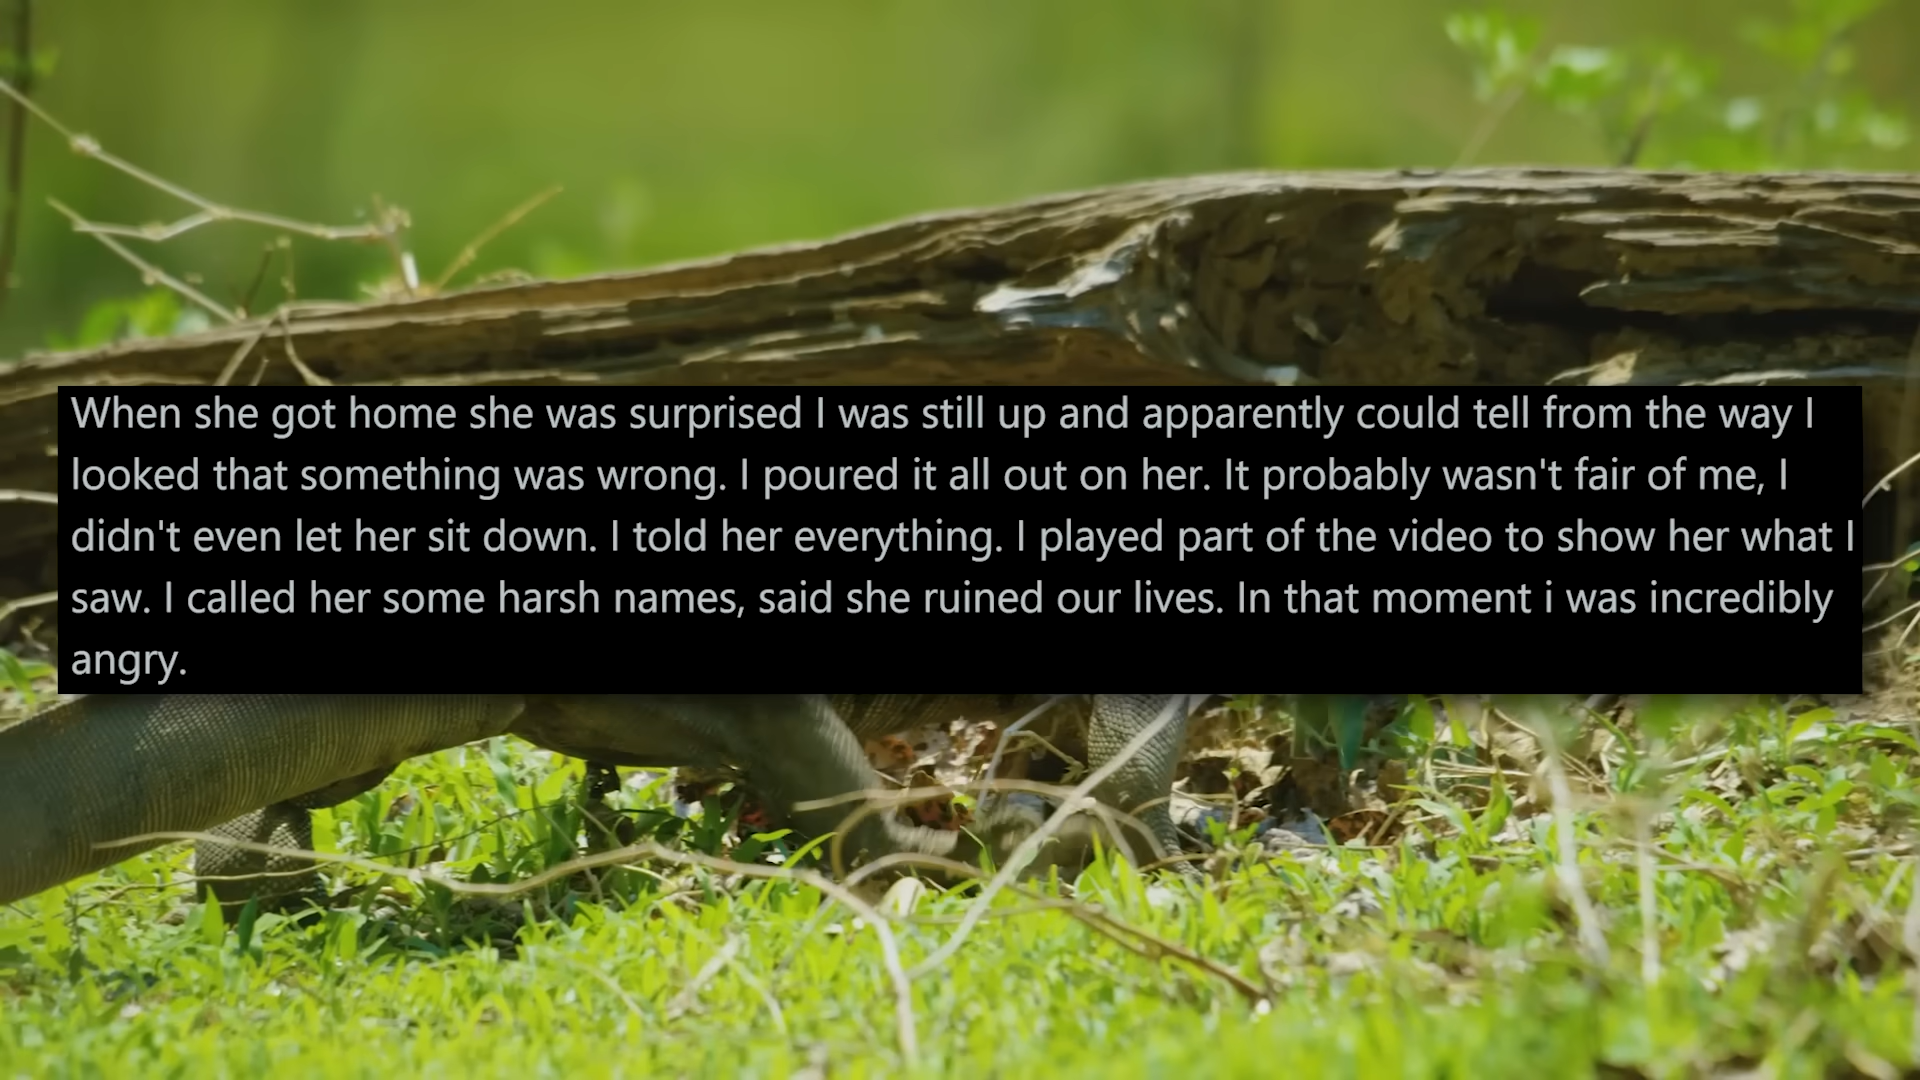 When she got home she was surprised I was still up and apparently could tell from the way I
looked that something was wrong. I poured it all out on her. It probably wasn't fair of me, I
didn't even let her sit down. I told her everything. I played part of the video to show her what I
saw. I called her some harsh names, said she ruined our lives. In that moment i was incredibly
angry.